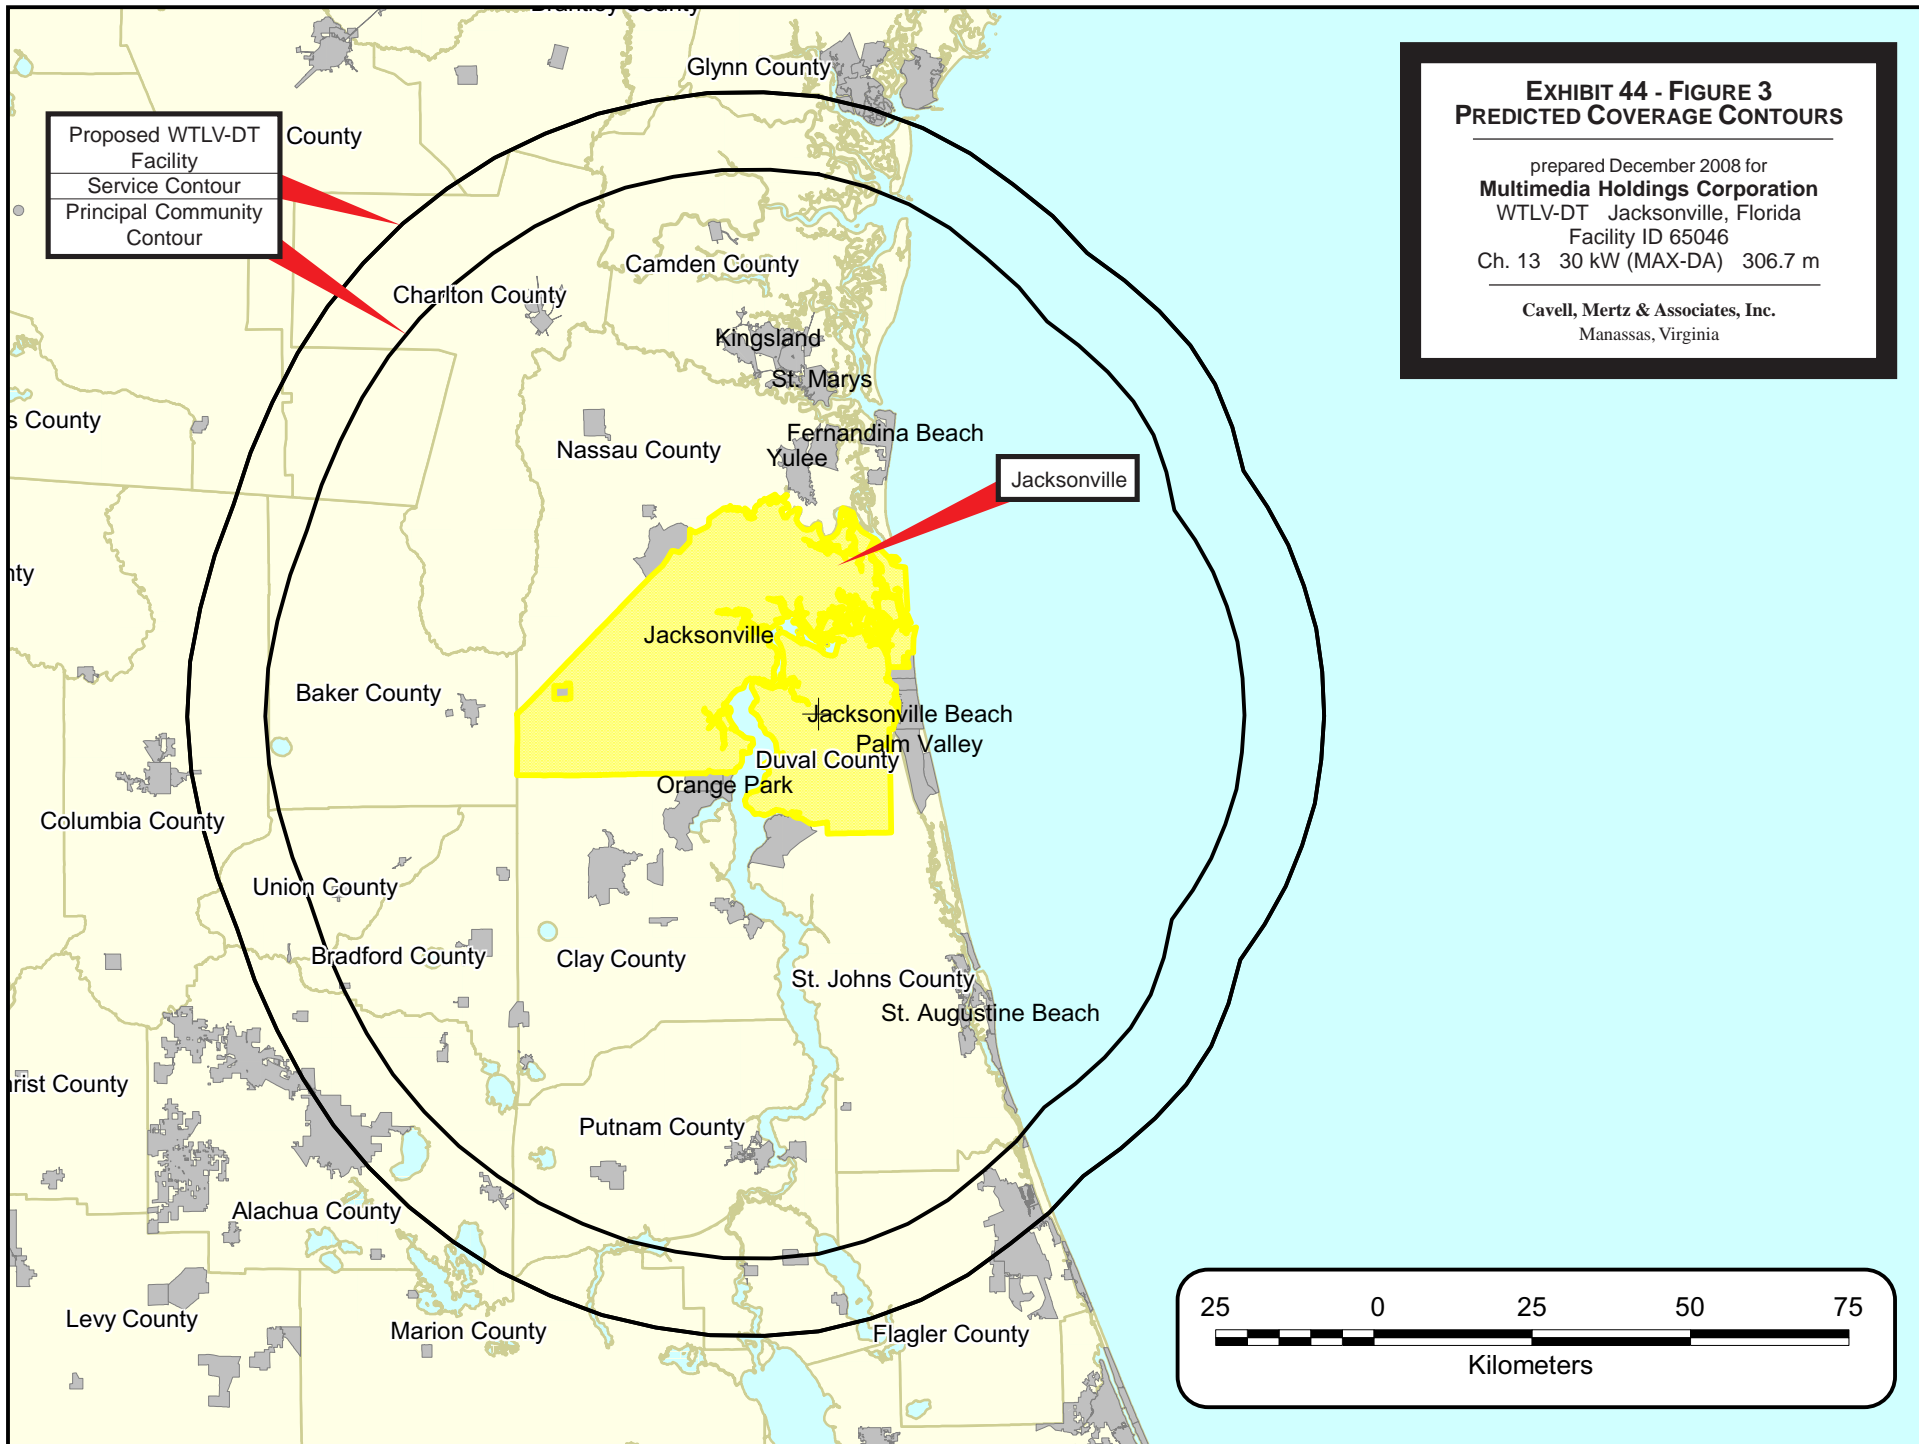 Glynn County
EXHIBIT 44 - FIGURE 3
PREDICTED COVERAGE CONTOURS
prepared December 2008 for
Multimedia Holdings Corporation
WTLV-DT Jacksonville, Florida
Facility ID 65046
Ch. 13 30 kW (MAX-DA) 306.7 m
Cavell, Mertz & Associates, Inc.
Manassas, Virginia
Proposed WTLV-DT
Facility
Service Contour
Principal Community
Contour
County
Camden County
Charlton County
Kingsland
St. Marys
s County
Fernandina Beach
Nassau County
Yulee
Jacksonville
Jacksonville
Baker County
Jacksonville Beach
Palm Valley
Duval County
Orange Park
Columbia County
Union County
Bradford County
Clay County
St. Johns County
St. Augustine Beach
rist County
Putnam County
Alachua County
Levy County
Marion County
Flagler County
25 0 25 50 75
Kilometers